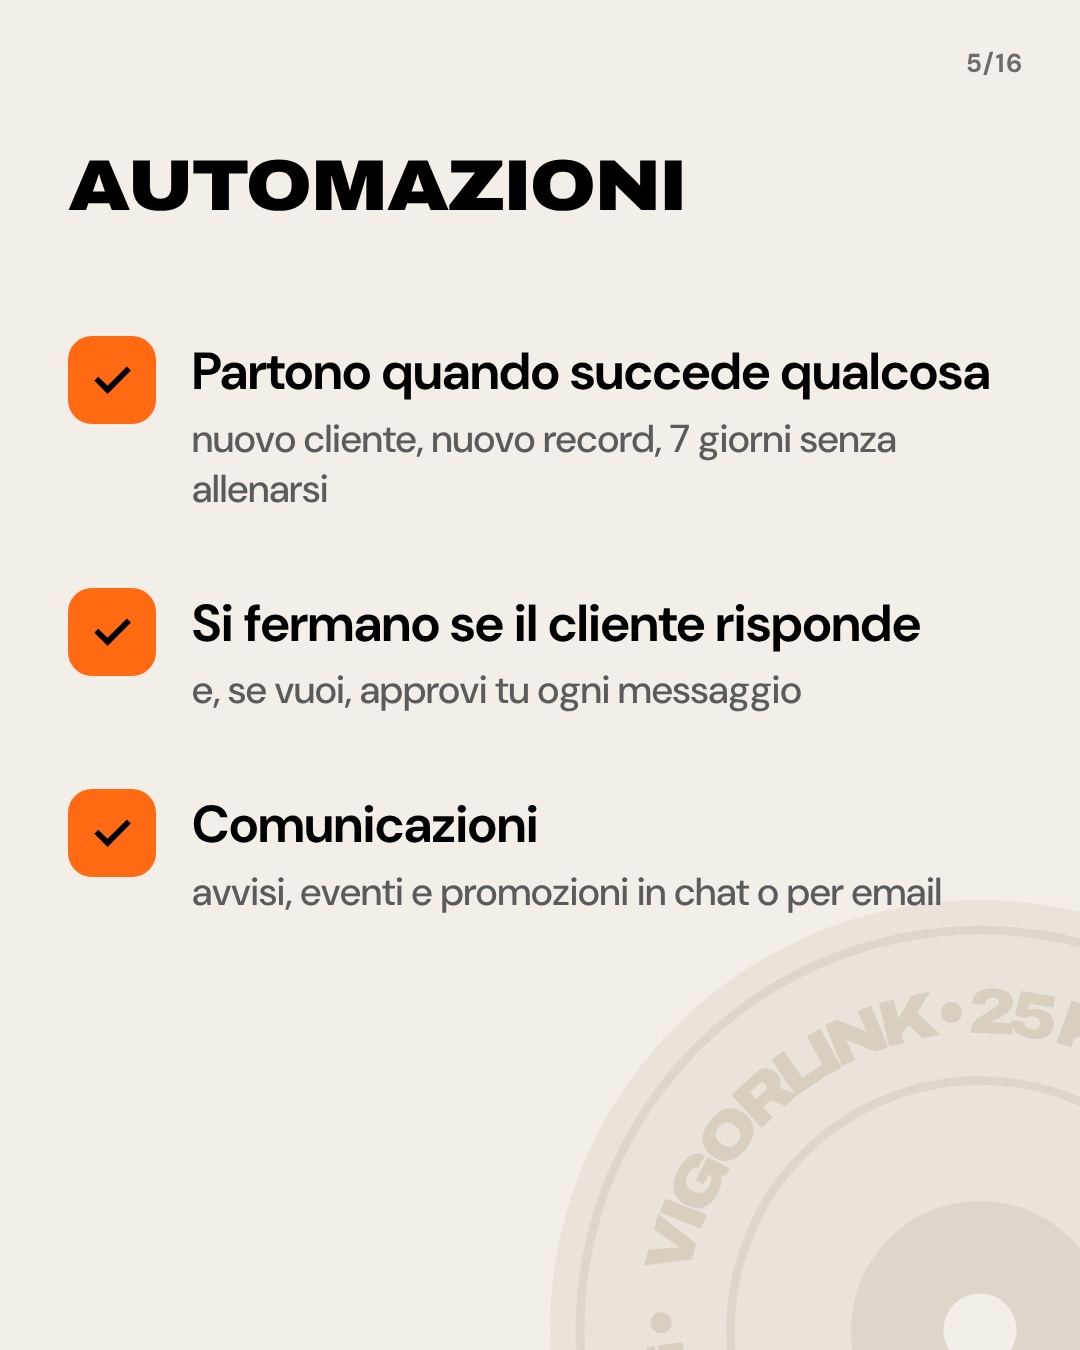 5/16
AUTOMAZIONI
Partono quando succede qualcosa
nuovo cliente, nuovo record, 7 giorni senza
allenarsi
Si fermano se il cliente risponde
e, se vuoi, approvi tu ogni messaggio
Comunicazioni
avvisi, eventi e promozioni in chat o per email
VIGORLINK • 25